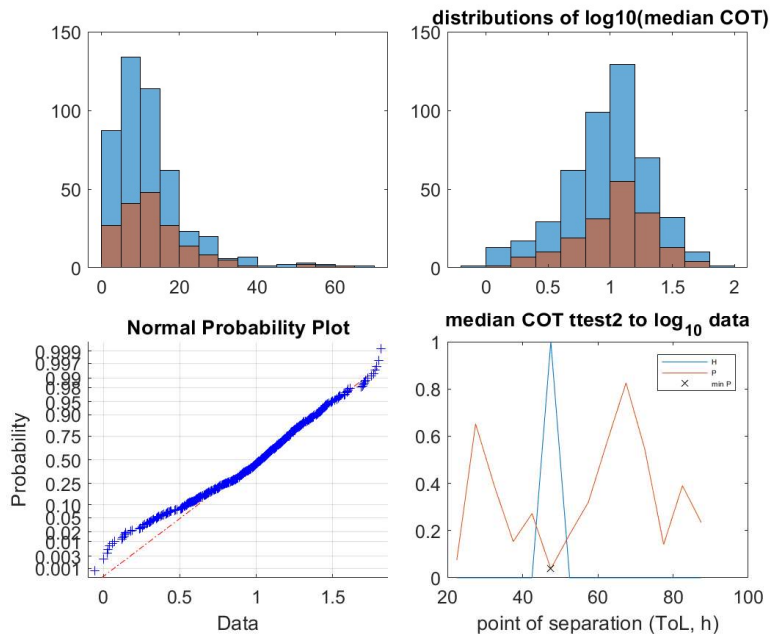 distributions of log10(median COT)
150
100
50
0
0 20 40 60
150
100
50
0
0 0.5 1 1.5 2
Normal Probability Plot
0.999
0.997
0.99
0.98
0.95
0.90
0.75
0.50
0.25
0.10
0.05
0.02
0.01
0.003
0.001
Probability
0 0.5 1 1.5
Data
median COT ttest2 to log10 data
1
0.8
0.6
0.4
0.2
0
H
P
min P
20 40 60 80 100
point of separation (ToL, h)